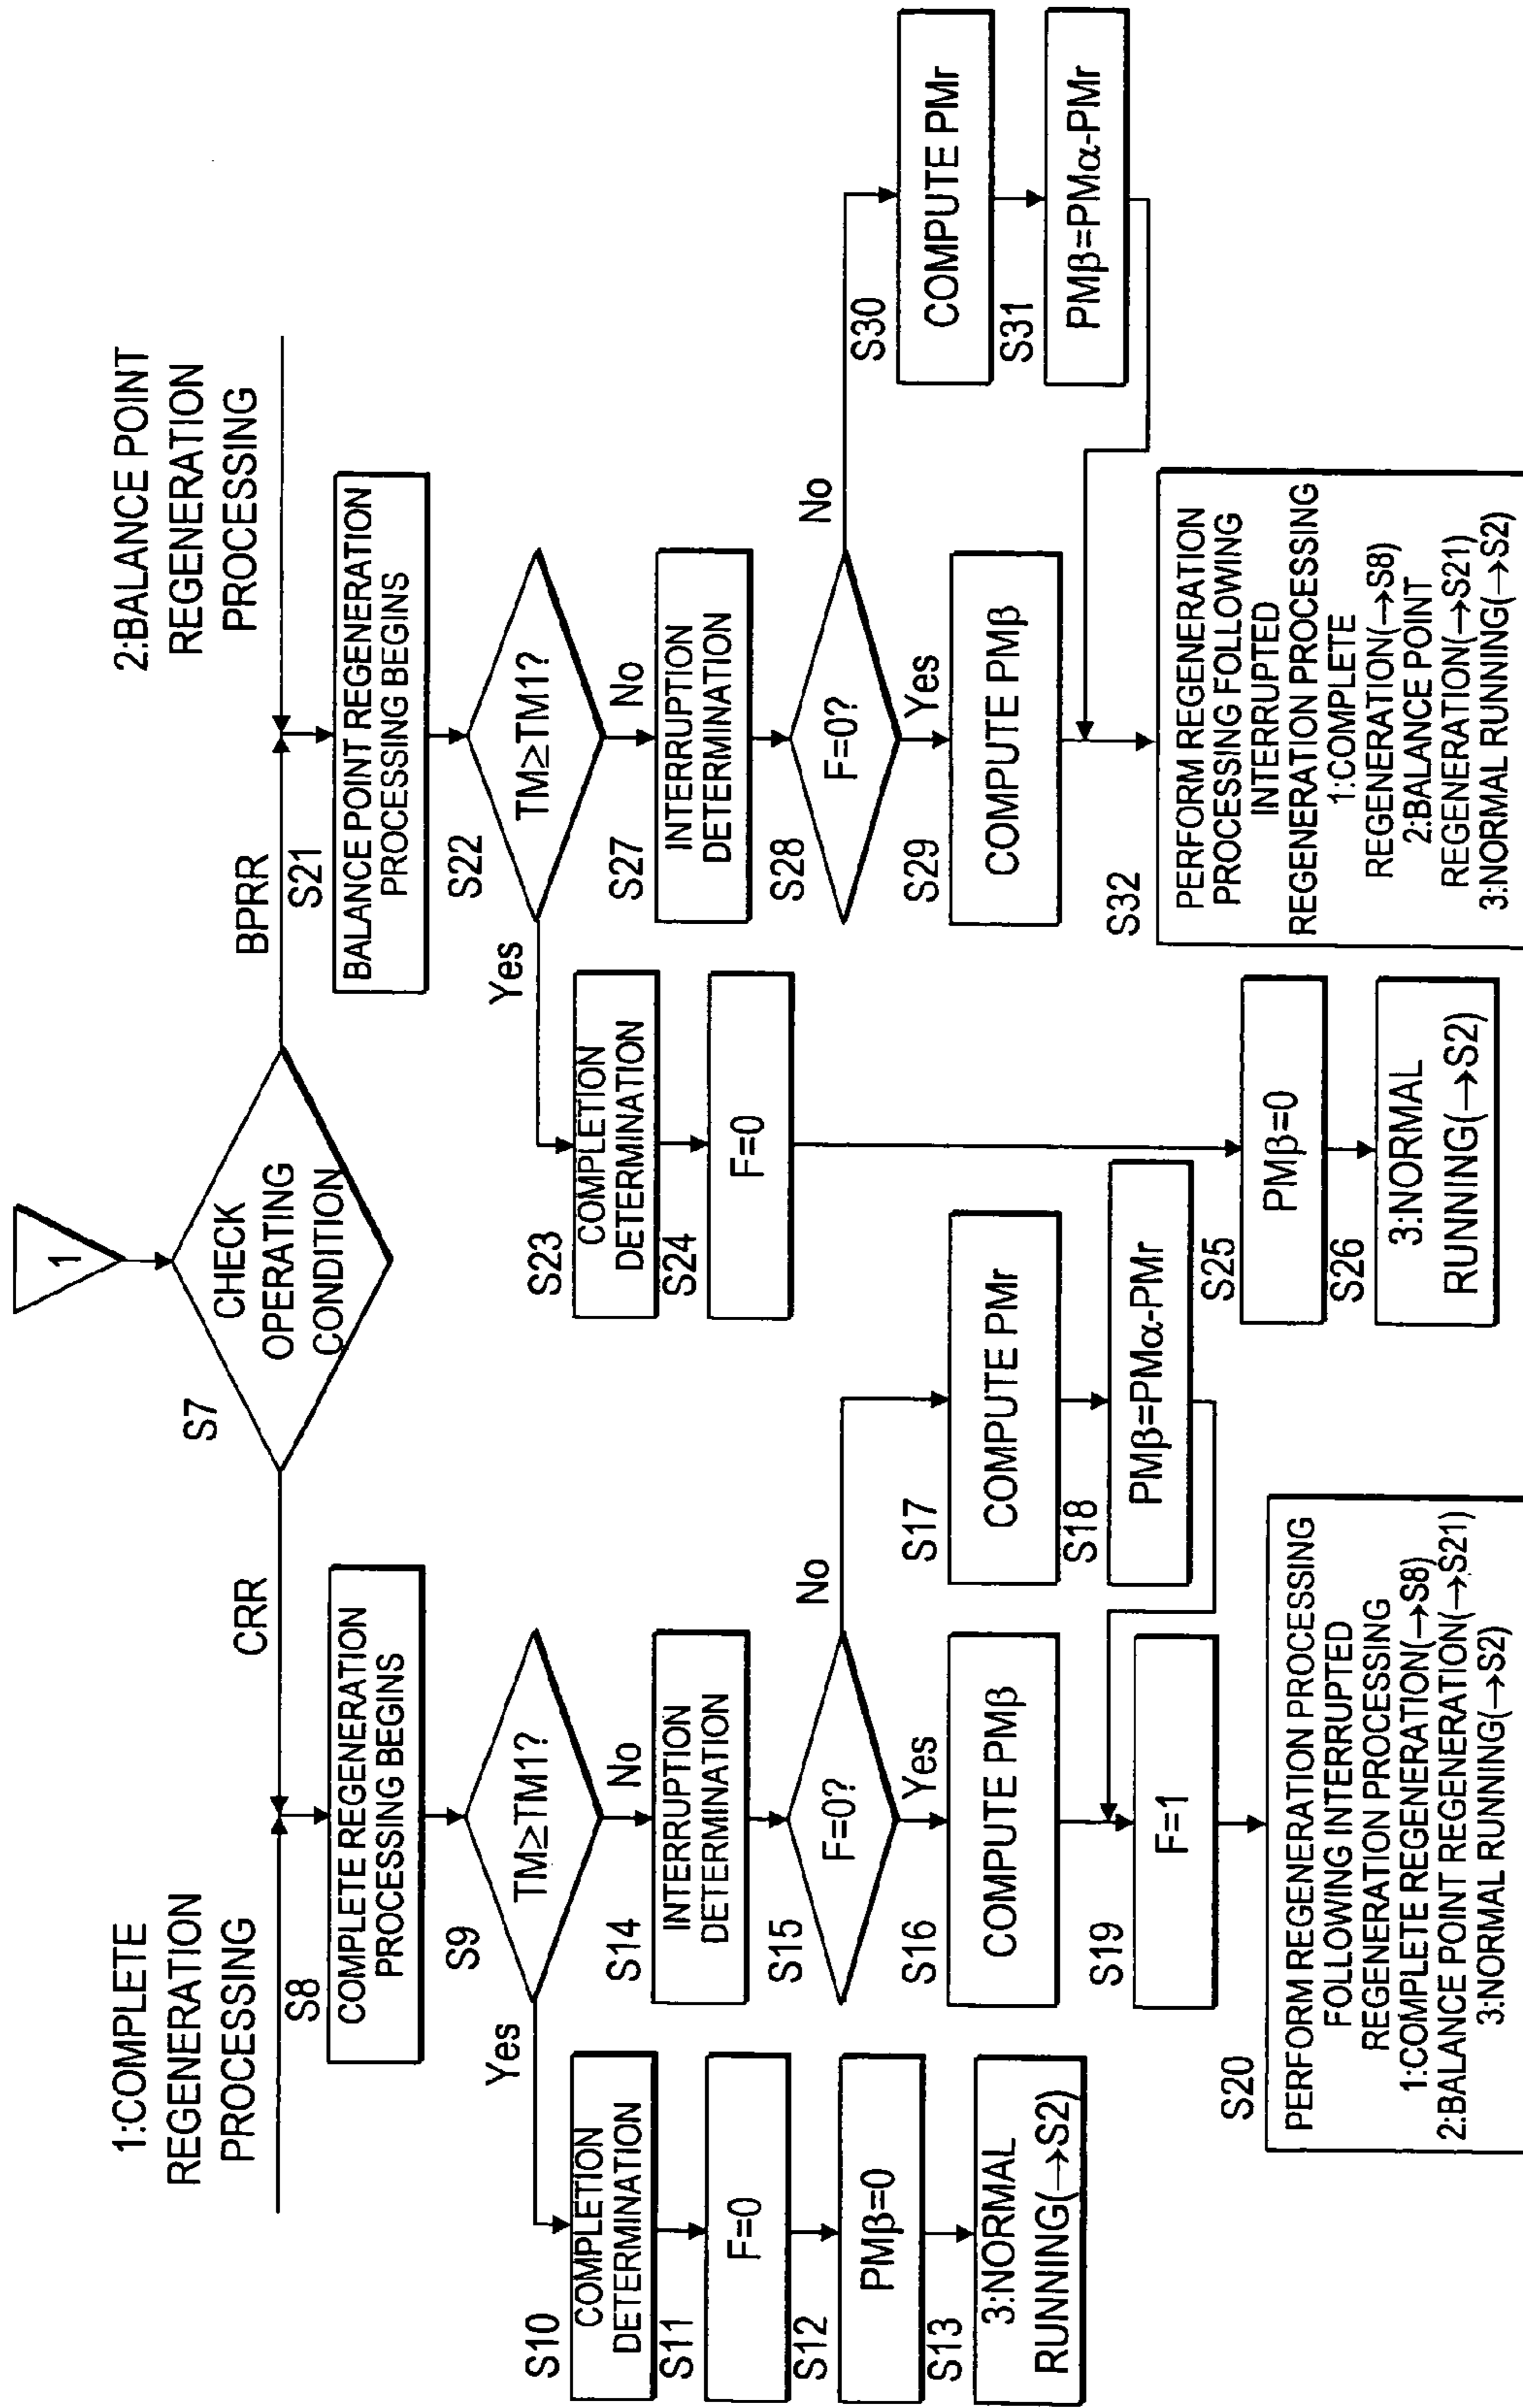 1
S7
CHECK
OPERATING
CONDITION
CRR
BPRR
1:COMPLETE
REGENERATION
PROCESSING
S8
COMPLETE REGENERATION
PROCESSING BEGINS
S9
TM≥TM1?
Yes
No
S10
COMPLETION
DETERMINATION
S11
F=0
S12
PMβ=0
S13
3:NORMAL
RUNNING(→S2)
S14
INTERRUPTION
DETERMINATION
S15
F=0?
No
Yes
S16
COMPUTE PMβ
S17
COMPUTE PMr
S18
PMβ=PMα-PMr
S19
F=1
S20
PERFORM REGENERATION PROCESSING
FOLLOWING INTERRUPTED
REGENERATION PROCESSING
1:COMPLETE REGENERATION(→S8)
2:BALANCE POINT REGENERATION(→S21)
3:NORMAL RUNNING(→S2)
2:BALANCE POINT
REGENERATION
PROCESSING
S21
BALANCE POINT REGENERATION
PROCESSING BEGINS
S22
TM≥TM1?
Yes
No
S23
COMPLETION
DETERMINATION
S24
F=0
S25
PMβ=0
S26
3:NORMAL
RUNNING(→S2)
S27
INTERRUPTION
DETERMINATION
S28
F=0?
No
Yes
S29
COMPUTE PMβ
S30
COMPUTE PMr
S31
PMβ=PMα-PMr
S32
PERFORM REGENERATION
PROCESSING FOLLOWING
INTERRUPTED
REGENERATION PROCESSING
1:COMPLETE
REGENERATION(→S8)
2:BALANCE POINT
REGENERATION(→S21)
3:NORMAL RUNNING(→S2)